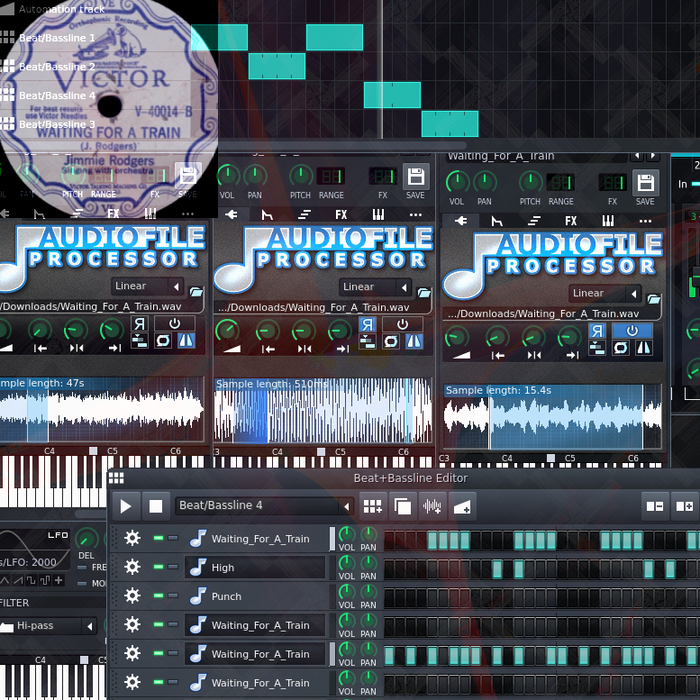 Automation track
Beat/Bassline 1
Beat/Bassline 2
Beat/Bassline 4
Beat/Bassline 3
Orthophonic Recording
VICTOR
For best results
use Victor Needles
V-40014-B
WAITING FOR A TRAIN
(J. Rodgers)
Jimmie Rodgers
Singing with orchestra
PITCH RANGE FX SAVE
VOL PAN PITCH RANGE FX SAVE
Waiting_For_A_Train
VOL PAN PITCH RANGE FX SAVE
FX
FX
FX
In
AUDIOFILE
PROCESSOR
Linear
/Downloads/Waiting_For_A_Train.wav
mple length: 47s
C4 C5 C6
AUDIOFILE
PROCESSOR
Linear
.../Downloads/Waiting_For_A_Train.wav
Sample length: 510ms
3 C4 C5 C6
AUDIOFILE
PROCESSOR
Linear
.../Downloads/Waiting_For_A_Train.wav
Sample length: 15.4s
C3 C4 C5 C6
LFO
s/LFO: 2000
DEL
FRE
MO
FILTER
Hi-pass
C4 C5
Beat+Bassline Editor
Beat/Bassline 4
Waiting_For_A_Train VOL PAN
High VOL PAN
Punch VOL PAN
Waiting_For_A_Train VOL PAN
Waiting_For_A_Train VOL PAN
Waiting_For_A_Train VOL PAN